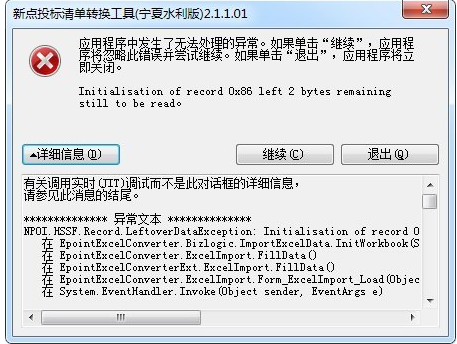 新点投标清单转换工具(宁夏水利版)2.1.1.01
应用程序中发生了无法处理的异常。如果单击“继续”，应用程
序将忽略此错误并尝试继续。如果单击“退出”，应用程序将立
即关闭。
Initialisation of record 0x86 left 2 bytes remaining
still to be read。
详细信息(D)
继续(C)
退出(Q)
有关调用实时(JIT)调试而不是此对话框的详细信息，
请参见此消息的结尾。
************** 异常文本 **************
NPOI.HSSF.Record.LeftoverDataException: Initialisation of record 0
在 EpointExcelConverter.Bizlogic.ImportExcelData.InitWorkbook(S
在 EpointExcelConverter.ExcelImport.FillData()
在 EpointExcelConverterExt.ExcelImport.FillData()
在 EpointExcelConverter.ExcelImport.Form_ExcelImport_Load(Objec
在 System.EventHandler.Invoke(Object sender, EventArgs e)